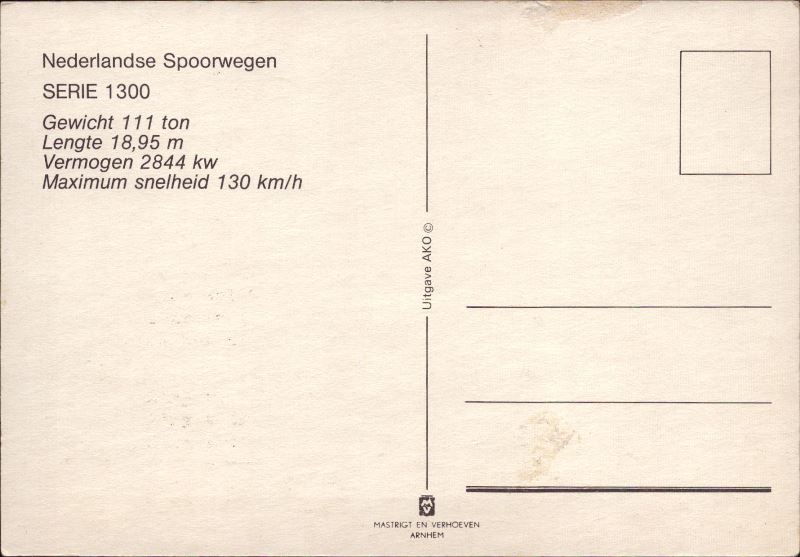 Nederlandse Spoorwegen
SERIE 1300
Gewicht 111 ton
Lengte 18,95 m
Vermogen 2844 kw
Maximum snelheid 130 km/h
Uitgave AKO ©
MASTRIGT EN VERHOEVEN
ARNHEM